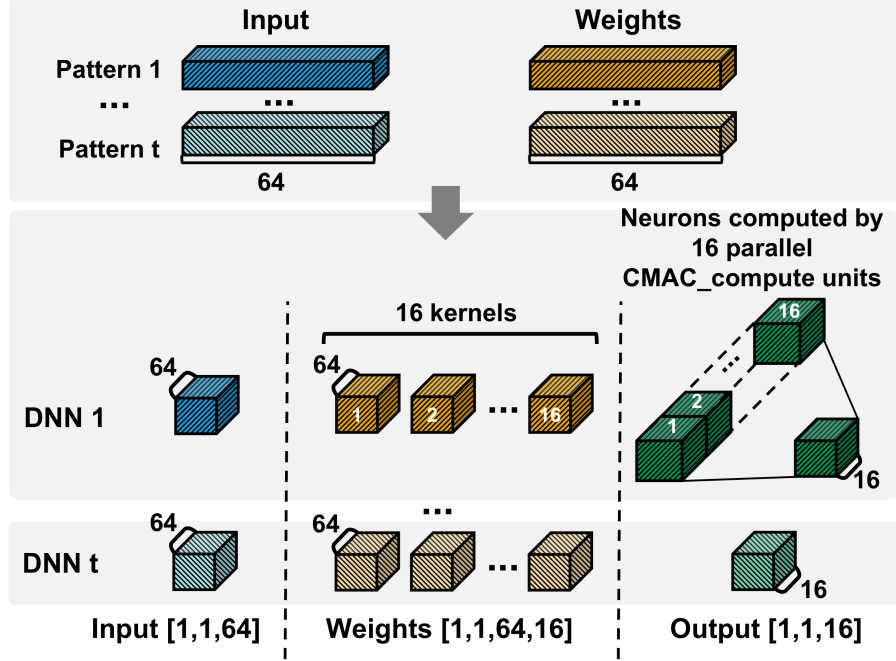 Input
Weights
Pattern 1
...
...
...
Pattern t
64
64
Neurons computed by
16 parallel
CMAC_compute units
16 kernels
16
...
64
64
DNN 1
1
2
...
16
2
1
16
...
64
64
DNN t
...
16
Input [1,1,64]
Weights [1,1,64,16]
Output [1,1,16]